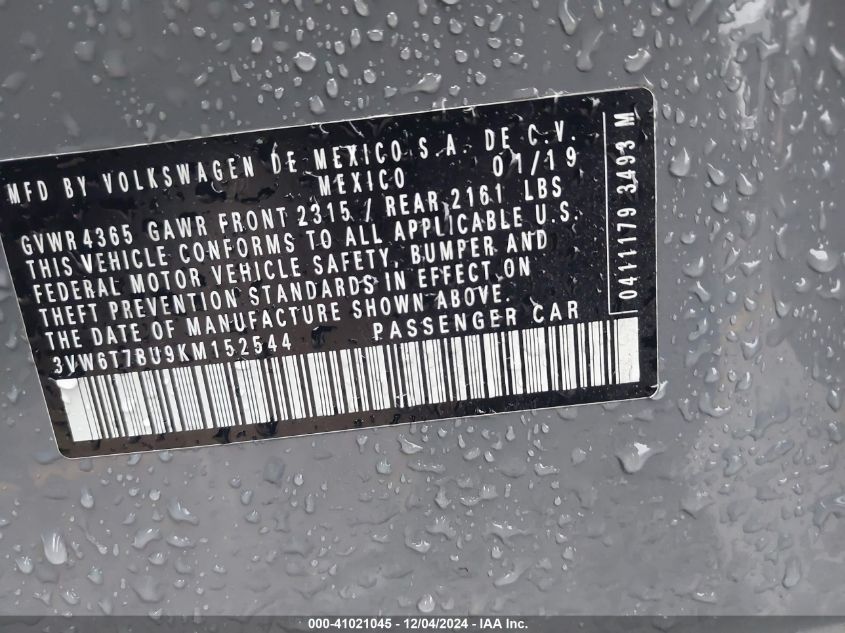 MFD BY VOLKSWAGEN DE MEXICO S.A. DE C.V.
MEXICO 01/19
GVWR 4365 GAWR FRONT 2315 / REAR 2161 LBS
THIS VEHICLE CONFORMS TO ALL APPLICABLE U.S.
FEDERAL MOTOR VEHICLE SAFETY, BUMPER AND
THEFT PREVENTION STANDARDS IN EFFECT ON
THE DATE OF MANUFACTURE SHOWN ABOVE.
3VW6T7BU9KM152544 PASSENGER CAR
0411179 3493 M
000-41021045 - 12/04/2024 - IAA Inc.